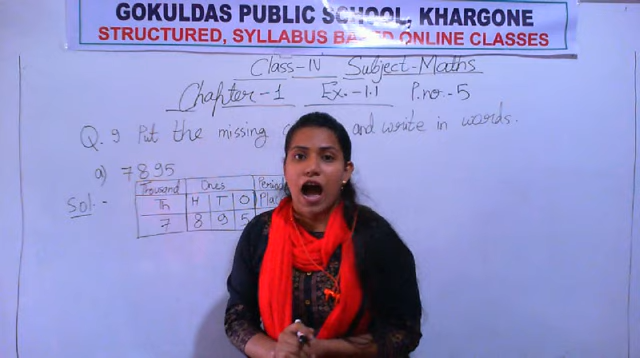 GOKULDAS PUBLIC SCHOOL, KHARGONE
STRUCTURED, SYLLABUS BASED ONLINE CLASSES
Class-IV Subject-Maths
Chapter-1 Ex.-1.1 P.no.-5
Q.9 Put the missing and write in words.
a) 7895
Sol.-
Thousand Ones Period
Th H T O Place
7 8 9 5